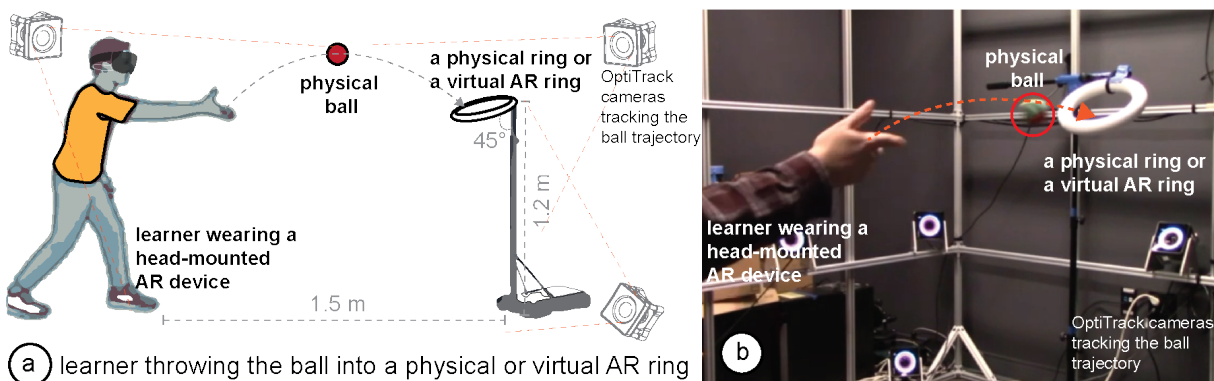 physical
ball
a physical ring or
a virtual AR ring
OptiTrack
cameras
tracking the
ball trajectory
45°
1.2 m
learner wearing a
head-mounted
AR device
1.5 m
a learner throwing the ball into a physical or virtual AR ring
physical
ball
a physical ring or
a virtual AR ring
learner wearing a
head-mounted
AR device
OptiTrack cameras
tracking the ball
trajectory
b